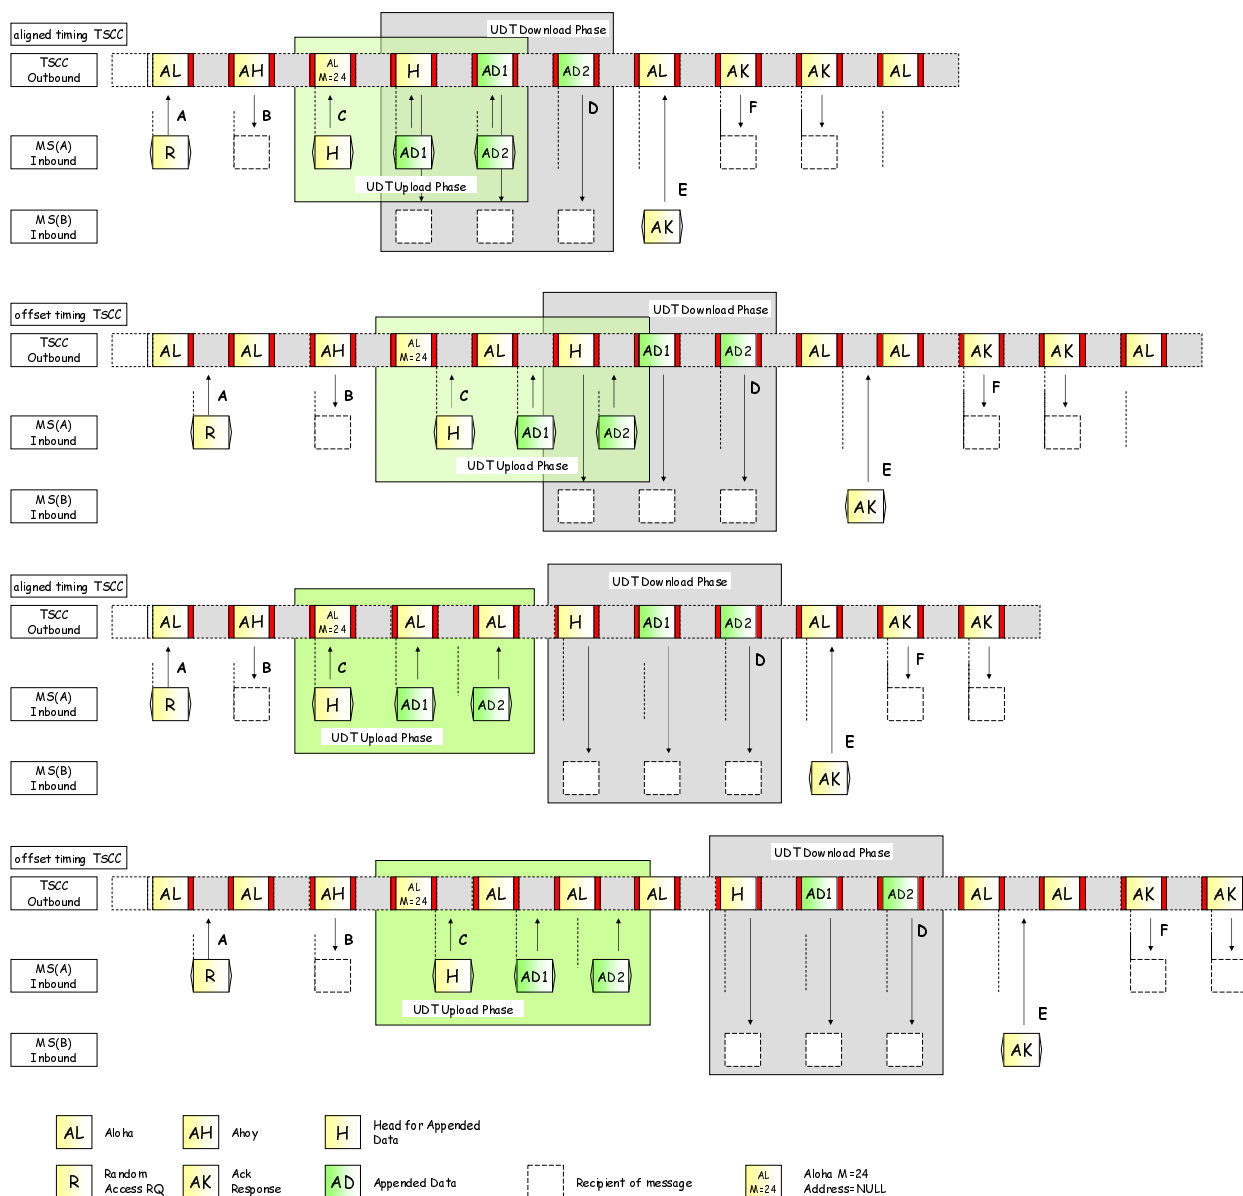 UDT Download Phase
aligned timing TSCC
TSCC
Outbound
AL AH AL M=24 H AD1 AD2 AL AK AK AL
A B C D F
MS(A)
Inbound
R H AD1 AD2
UDT Upload Phase
E
MS(B)
Inbound
AK
UDT Download Phase
offset timing TSCC
TSCC
Outbound
AL AL AH AL M=24 AL H AD1 AD2 AL AL AK AK AL
A B C D F
MS(A)
Inbound
R H AD1 AD2
UDT Upload Phase
E
MS(B)
Inbound
AK
UDT Download Phase
aligned timing TSCC
TSCC
Outbound
AL AH AL M=24 AL AL H AD1 AD2 AL AK AK
A B C D F
MS(A)
Inbound
R H AD1 AD2
UDT Upload Phase
E
MS(B)
Inbound
AK
UDT Download Phase
offset timing TSCC
TSCC
Outbound
AL AL AH AL M=24 AL AL AL H AD1 AD2 AL AL AK AK
A B C D F
MS(A)
Inbound
R H AD1 AD2
UDT Upload Phase
E
MS(B)
Inbound
AK
AL Aloha
AH Ahoy
H Head for Appended
Data
R Random
Access RQ
AK Ack
Response
AD Appended Data
Recipient of message
AL
M=24
Aloha M=24
Address=NULL